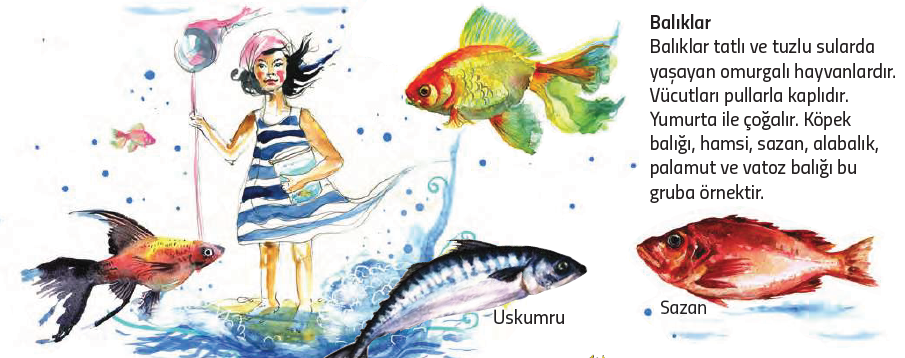 Balıklar
Balıklar tatlı ve tuzlu sularda
yaşayan omurgalı hayvanlardır.
Vücutları pullarla kaplıdır.
Yumurta ile çoğalır. Köpek
balığı, hamsi, sazan, alabalık,
palamut ve vatoz balığı bu
gruba örnektir.
Uskumru
Sazan